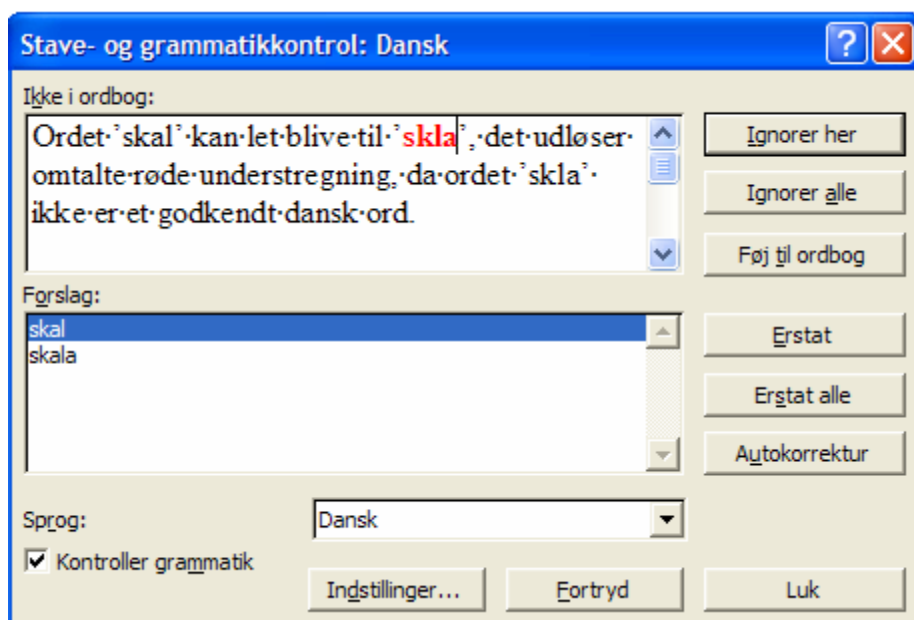 Stave- og grammatikkontrol: Dansk
Ikke i ordbog:
Ordet·’skal’·kan·let·blive·til·’skla’,·det·udløser·
omtalte·røde·understregning,·da·ordet·’skla’·
ikke·er·et·godkendt·dansk·ord.
Ignorer her
Ignorer alle
Føj til ordbog
Forslag:
skal
skala
Erstat
Erstat alle
Autokorrektur
Sprog:
Dansk
Kontroller grammatik
Indstillinger...
Fortryd
Luk